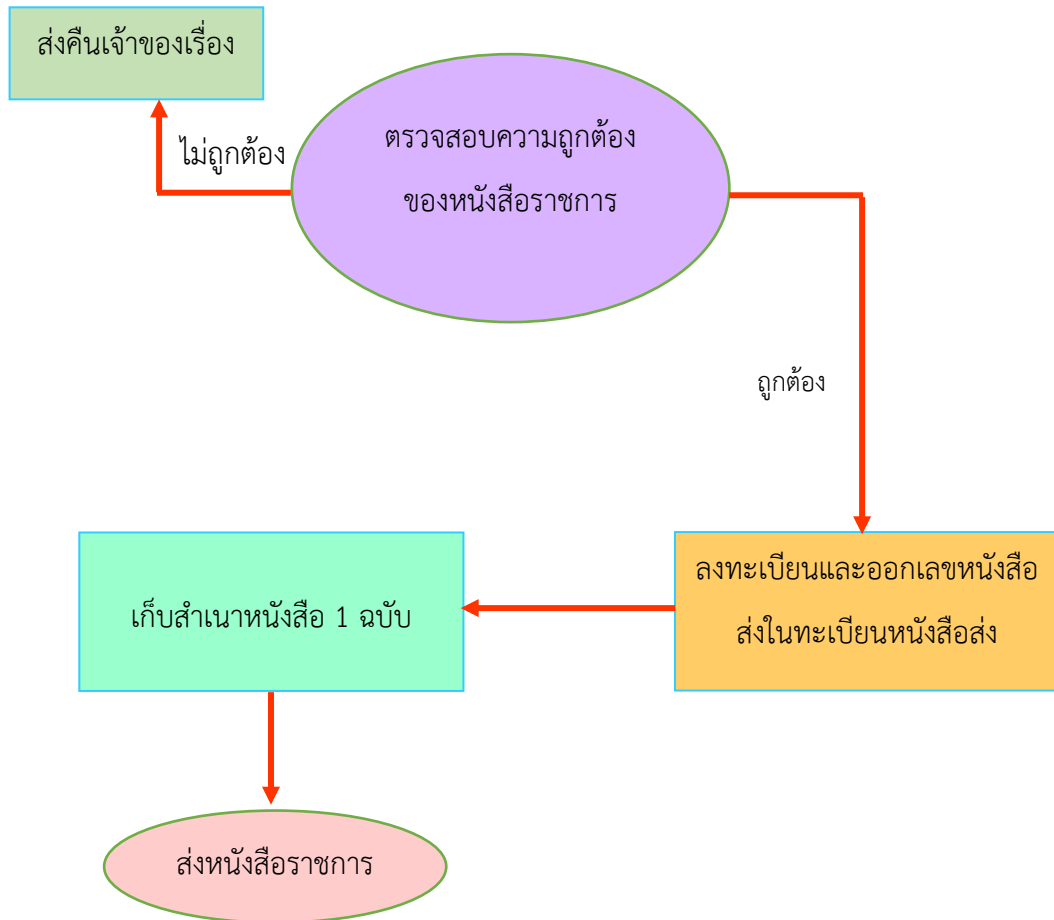 ส่งคืนเจ้าของเรื่อง
ไม่ถูกต้อง
ตรวจสอบความถูกต้อง
ของหนังสือราชการ
ถูกต้อง
ลงทะเบียนและออกเลขหนังสือ
ส่งในทะเบียนหนังสือส่ง
เก็บสำเนาหนังสือ 1 ฉบับ
ส่งหนังสือราชการ